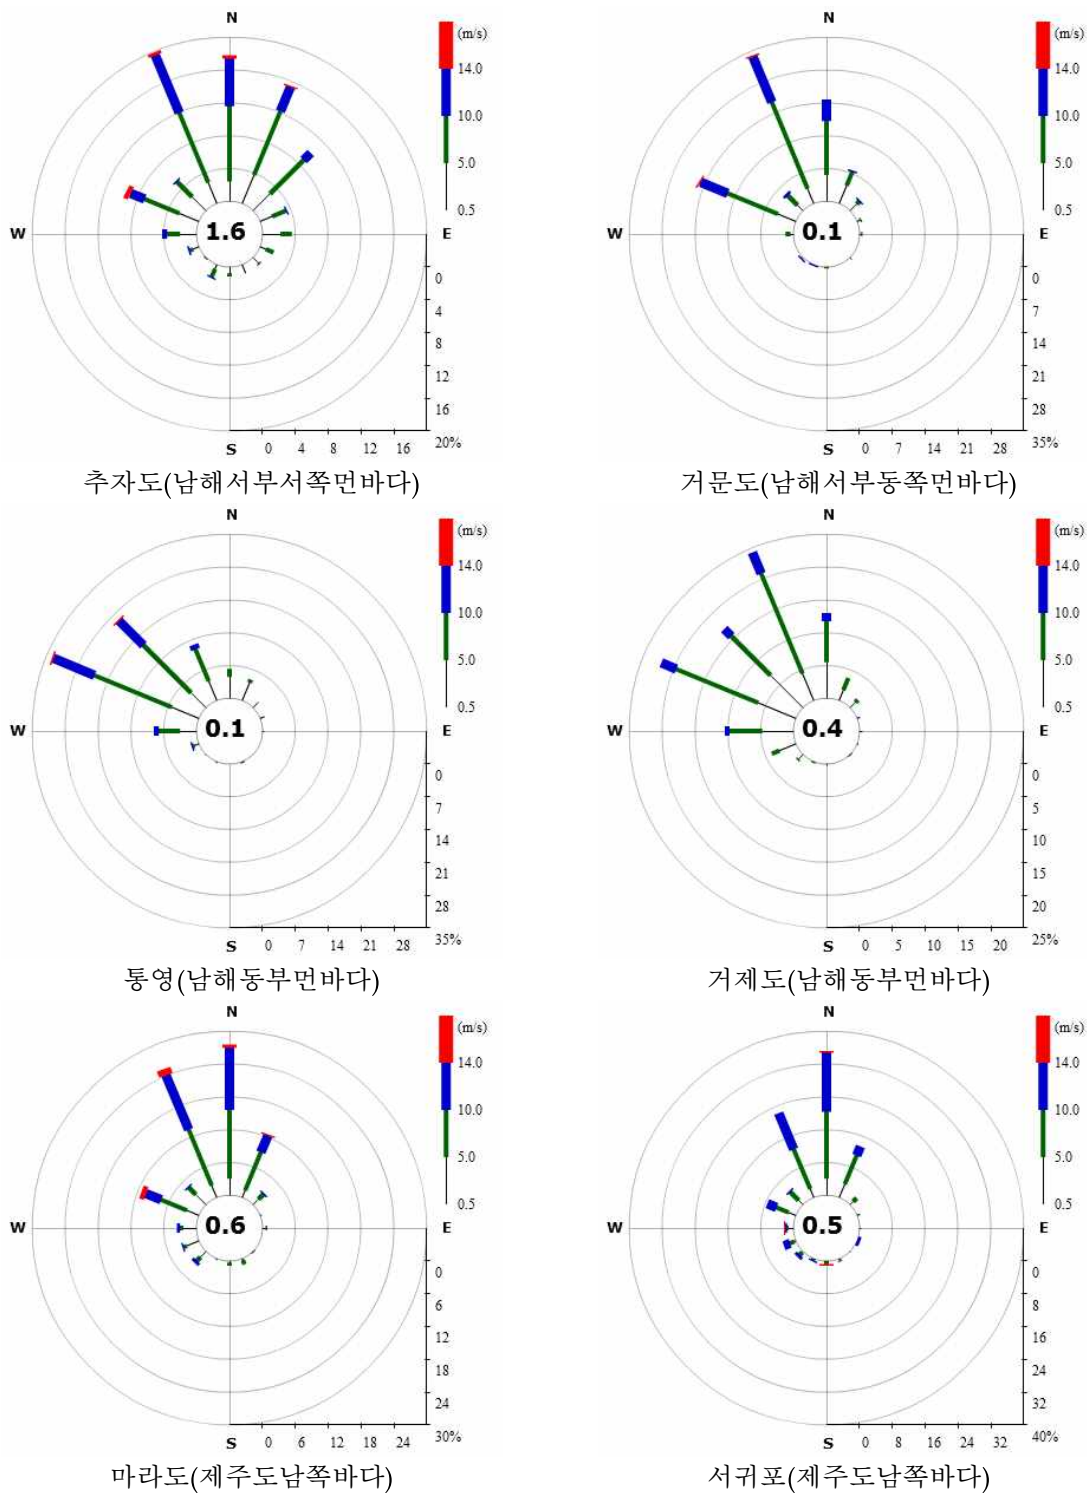 N
(m/s)
14.0
10.0
5.0
0.5
W
1.6
E
0
4
8
12
16
20%
S
0 4 8 12 16
추자도(남해서부서쪽먼바다)
N
(m/s)
14.0
10.0
5.0
0.5
W
0.1
E
0
7
14
21
28
35%
S
0 7 14 21 28
거문도(남해서부동쪽먼바다)
N
(m/s)
14.0
10.0
5.0
0.5
W
0.1
E
0
7
14
21
28
35%
S
0 7 14 21 28
통영(남해동부먼바다)
N
(m/s)
14.0
10.0
5.0
0.5
W
0.4
E
0
5
10
15
20
25%
S
0 5 10 15 20
거제도(남해동부먼바다)
N
(m/s)
14.0
10.0
5.0
0.5
W
0.6
E
0
6
12
18
24
30%
S
0 6 12 18 24
마라도(제주도남쪽바다)
N
(m/s)
14.0
10.0
5.0
0.5
W
0.5
E
0
8
16
24
32
40%
S
0 8 16 24 32
서귀포(제주도남쪽바다)